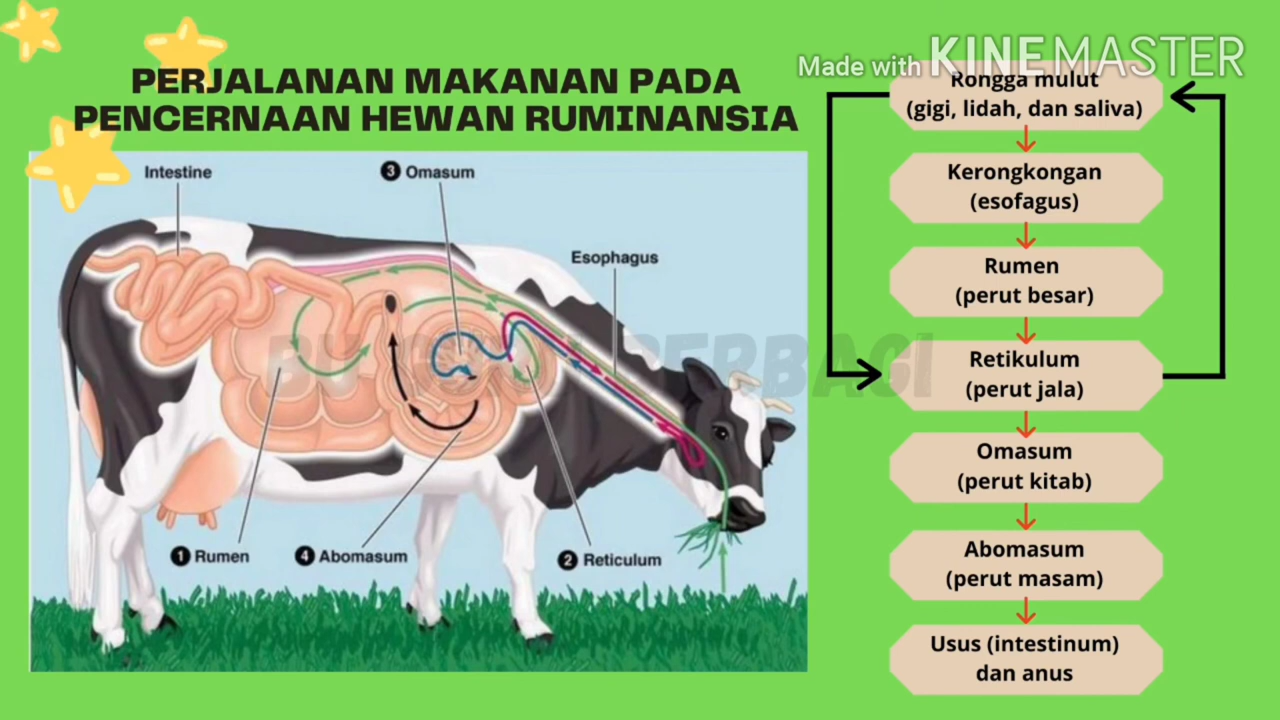 Made with KINEMASTER
PERJALANAN MAKANAN PADA
PENCERNAAN HEWAN RUMINANSIA
Intestine
3 Omasum
Esophagus
1 Rumen
4 Abomasum
2 Reticulum
Rongga mulut
(gigi, lidah, dan saliva)
Kerongkongan
(esofagus)
Rumen
(perut besar)
Retikulum
(perut jala)
Omasum
(perut kitab)
Abomasum
(perut masam)
Usus (intestinum)
dan anus